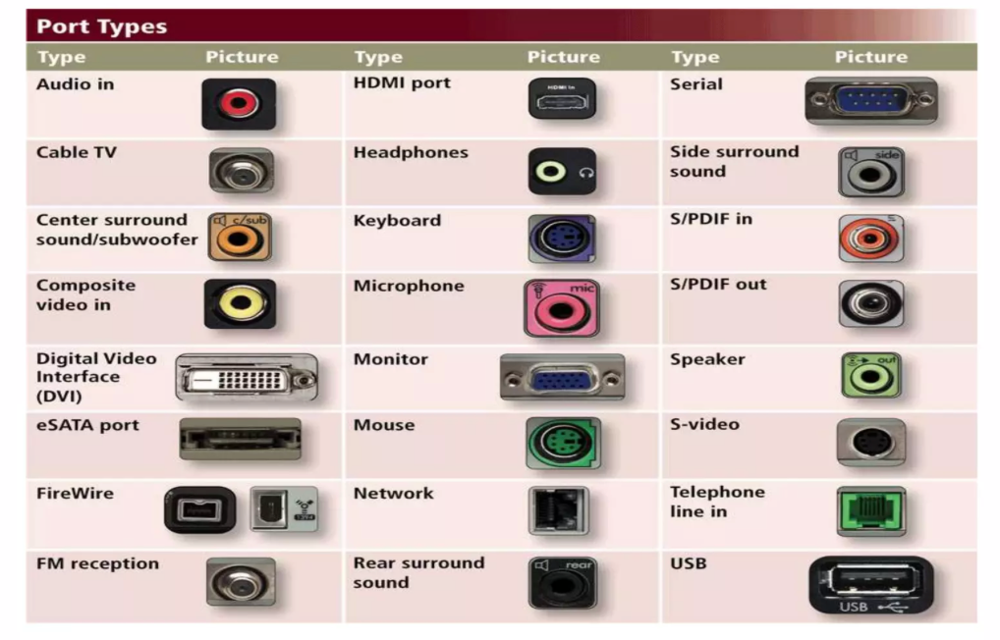 Port Types
Type Picture Type Picture Type Picture
Audio in
HDMI port
HDMI in
Serial
Cable TV
Headphones
Side surround
sound
side
Center surround
sound/subwoofer
c/sub
Keyboard
S/PDIF in
Composite
video in
Microphone
mic
S/PDIF out
Digital Video
Interface
(DVI)
Monitor
Speaker
out
eSATA port
Mouse
S-video
FireWire
1394
Network
Telephone
line in
FM reception
Rear surround
sound
rear
USB
USB